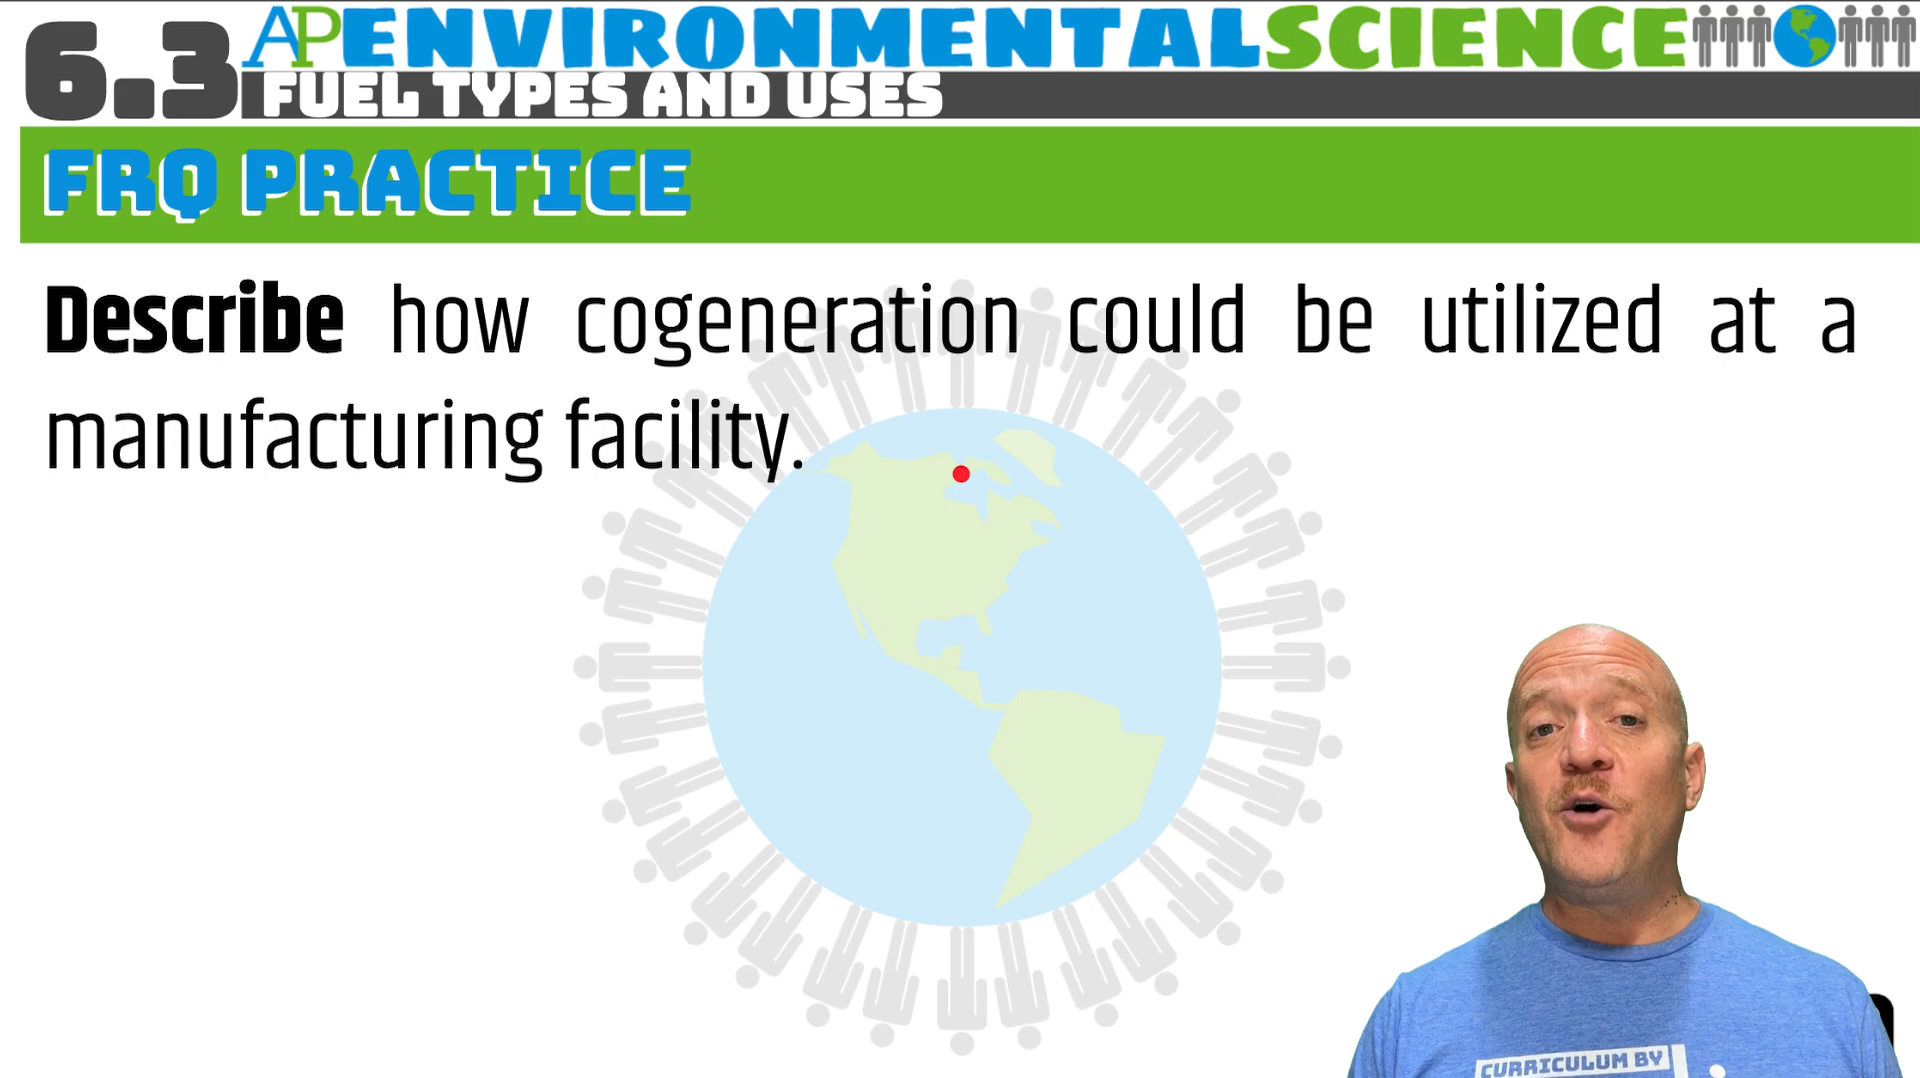 6.3 APENVIRONMENTALSCIENCE
FUEL TYPES AND USES
FRQ PRACTICE
Describe how cogeneration could be utilized at a
manufacturing facility.
CURRICULUM BY